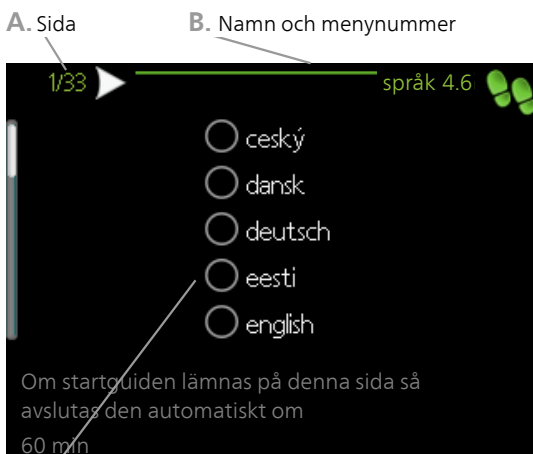 A. Sida
B. Namn och menynummer
1/33
språk 4.6
ceský
dansk
deutsch
eesti
english
Om startguiden lämnas på denna sida så
avslutas den automatiskt om
60 min